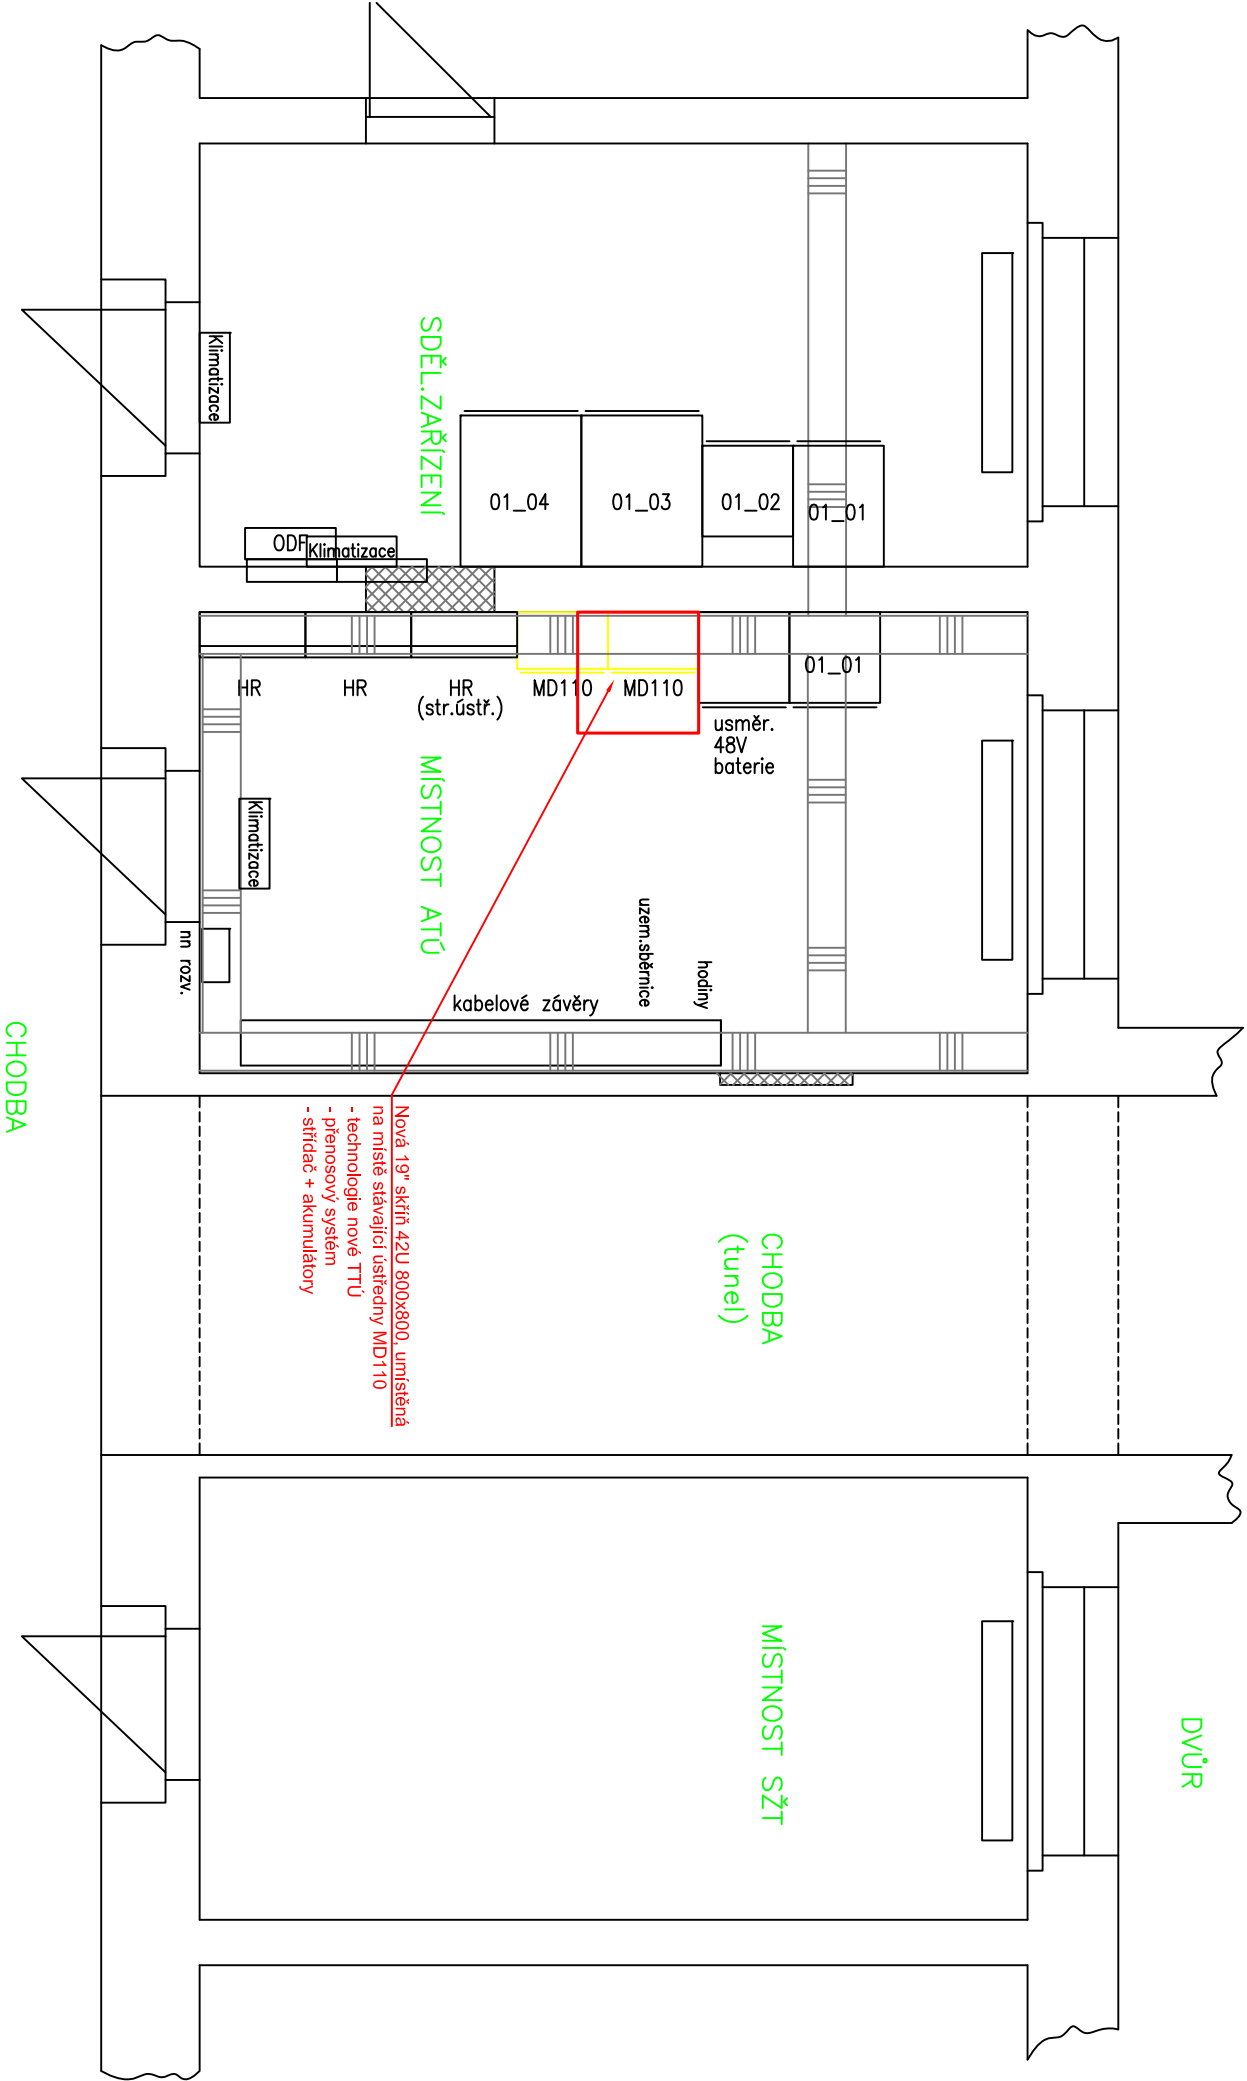 Klimatizace
SDĚL.ZAŘÍZENÍ
01_04
01_03
01_02
01_01
ODF
Klimatizace
01_01
HR
HR
HR
(str.ústř.)
MD110
MD110
usměr.
48V
baterie
MÍSTNOST ATÚ
Klimatizace
nn rozv.
uzem.sběrnice
hodiny
kabelové závěry
CHODBA
Nová 19" skříň 42U 800x800, umístěná
na místě stávající ústředny MD110
- technologie nové TTÚ
- přenosový systém
- střídač + akumulátory
CHODBA
(tunel)
MÍSTNOST SŽT
DVŮR